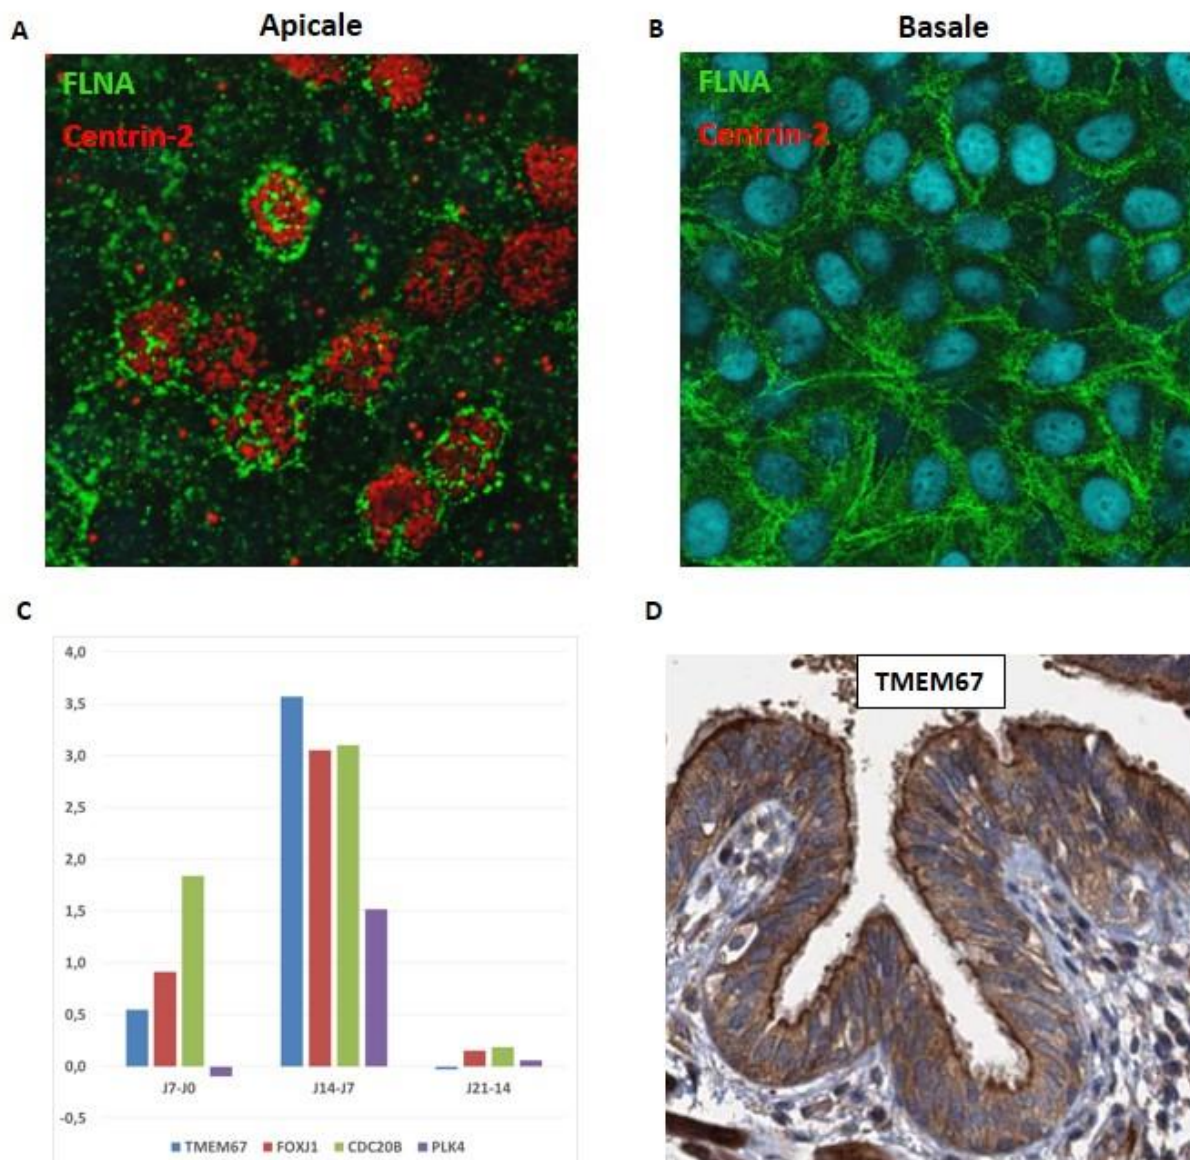 A
Apicale
FLNA
Centrin-2
B
Basale
FLNA
Centrin-2
C
4,0
3,5
3,0
2,5
2,0
1,5
1,0
0,5
0,0
-0,5
J7-J0
J14-J7
J21-14
TMEM67 FOXJ1 CDC20B PLK4
D
TMEM67